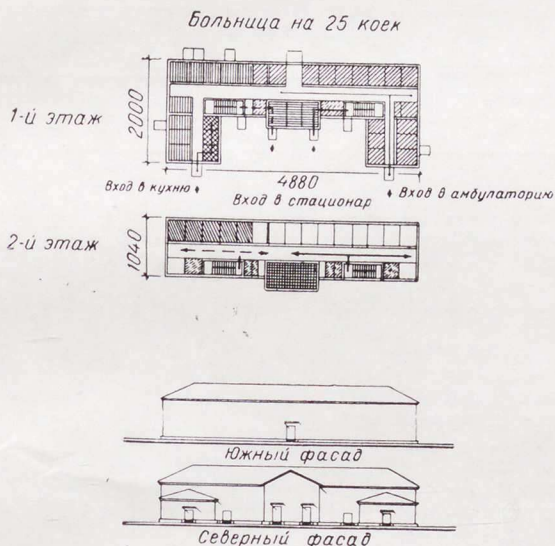 Больница на 25 коек
1-й этаж
2000
4880
Вход в кухню
Вход в стационар
Вход в амбулаторию
2-й этаж
1040
Южный фасад
Северный фасад